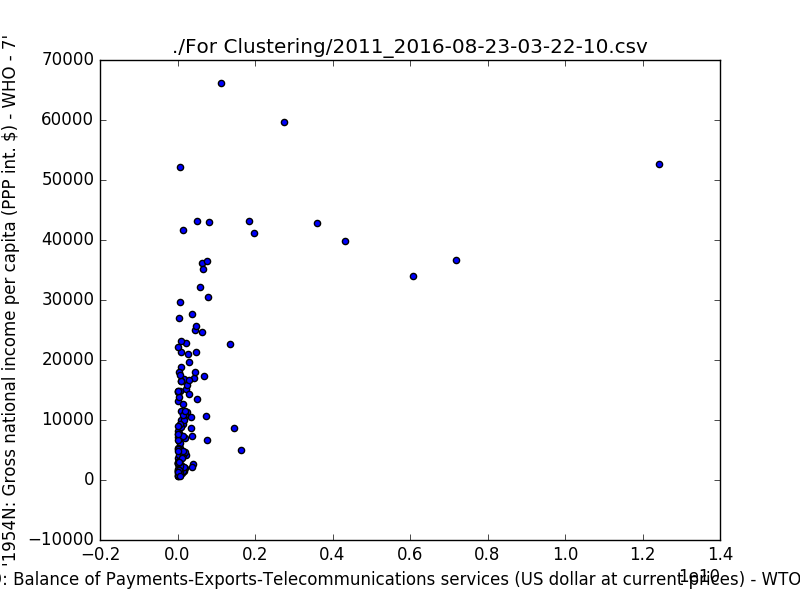 ./For Clustering/2011_2016-08-23-03-22-10.csv
'1954N: Gross national income per capita (PPP int. $) - WHO - 7'
70000
60000
50000
40000
30000
20000
10000
0
−10000
−0.2 0.0 0.2 0.4 0.6 0.8 1.0 1.2 1.4
1e10
: Balance of Payments-Exports-Telecommunications services (US dollar at current prices) - WTO